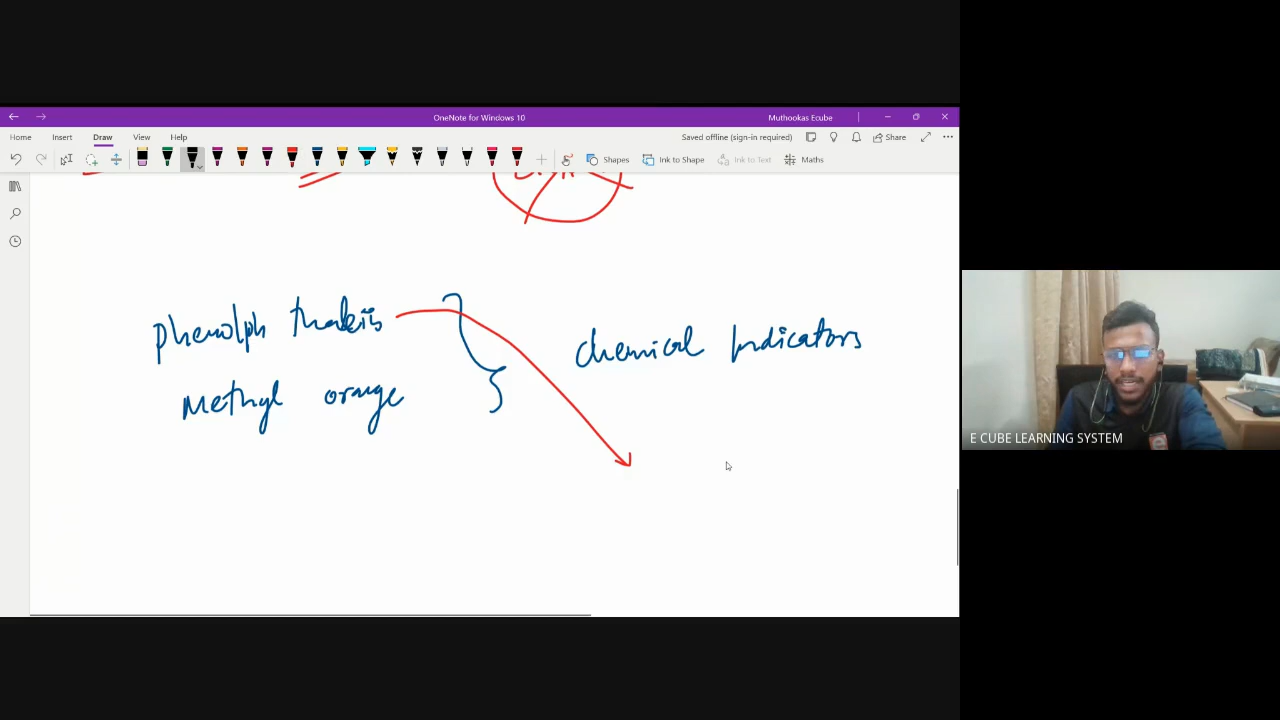 OneNote for Windows 10
Muthookas Ecube
Home Insert Draw View Help
Saved offline (sign-in required)
Share
Shapes
Ink to Shape
Ink to Text
Maths
phenolph
chemical Indicators
Methyl orange
E CUBE LEARNING SYSTEM